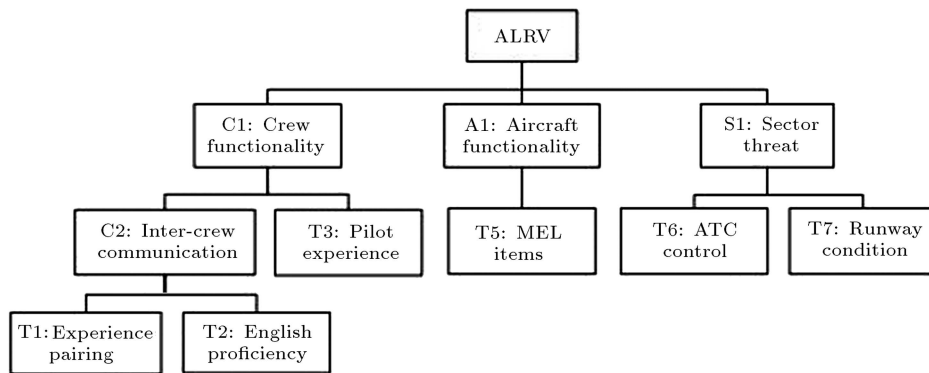 ALRV
C1: Crew
functionality
A1: Aircraft
functionality
S1: Sector
threat
C2: Inter-crew
communication
T3: Pilot
experience
T5: MEL
items
T6: ATC
control
T7: Runway
condition
T1: Experience
pairing
T2: English
proficiency